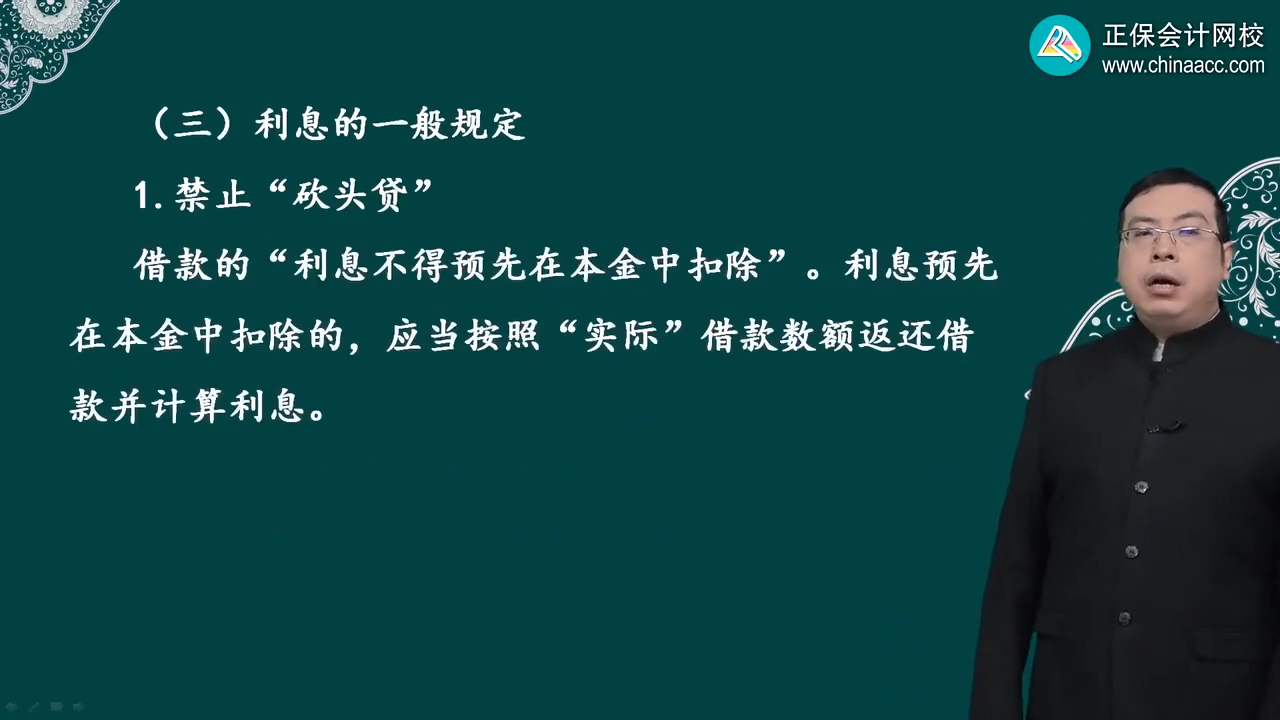 正保会计网校
www.chinaacc.com
（三）利息的一般规定
1.禁止“砍头贷”
借款的“利息不得预先在本金中扣除”。利息预先
在本金中扣除的，应当按照“实际”借款数额返还借
款并计算利息。